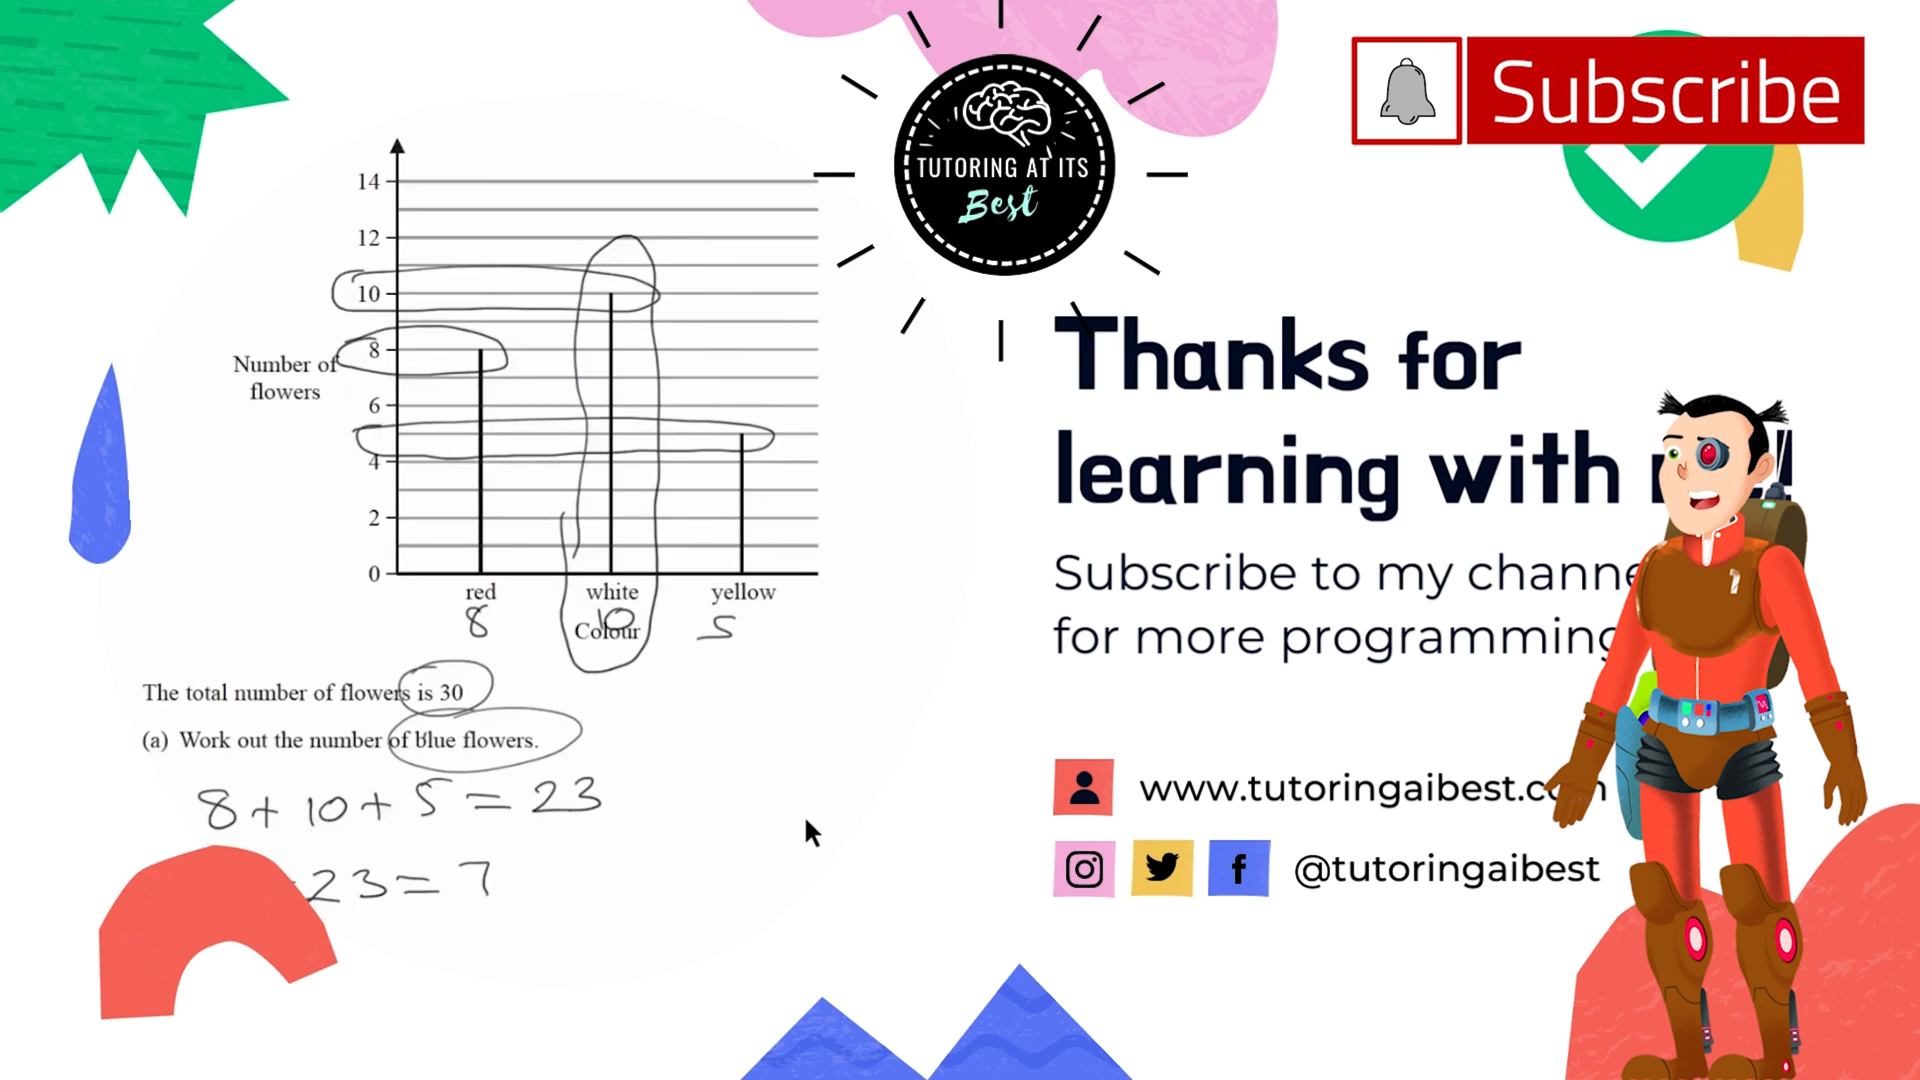 14
12
10
8
6
4
2
0
Number of
flowers
red
white
yellow
8
10
5
Colour
The total number of flowers is 30
(a) Work out the number of blue flowers.
8 + 10 + 5 = 23
23 = 7
TUTORING AT ITS
Best
Subscribe
Thanks for
learning with
Subscribe to my
for more programming
www.tutoringaibest.com
@tutoringaibest